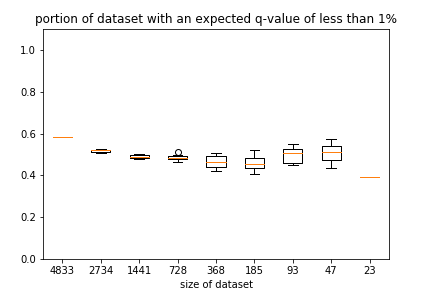 portion of dataset with an expected q-value of less than 1%
1.0
0.8
0.6
0.4
0.2
0.0
4833 2734 1441 728 368 185 93 47 23
size of dataset